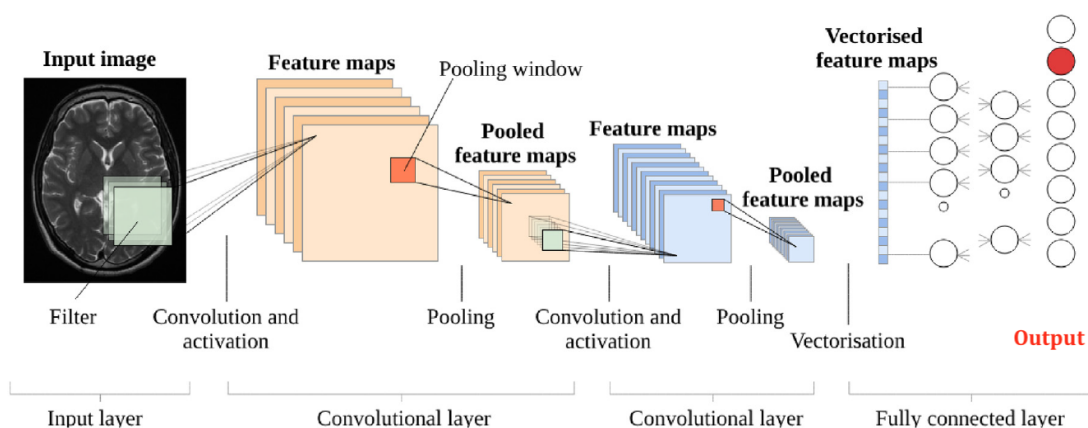 Input image
Feature maps
Pooling window
Pooled
feature maps
Feature maps
Pooled
feature maps
Vectorised
feature maps
Filter
Convolution and
activation
Pooling
Convolution and
activation
Pooling
Vectorisation
Output
Input layer
Convolutional layer
Convolutional layer
Fully connected layer